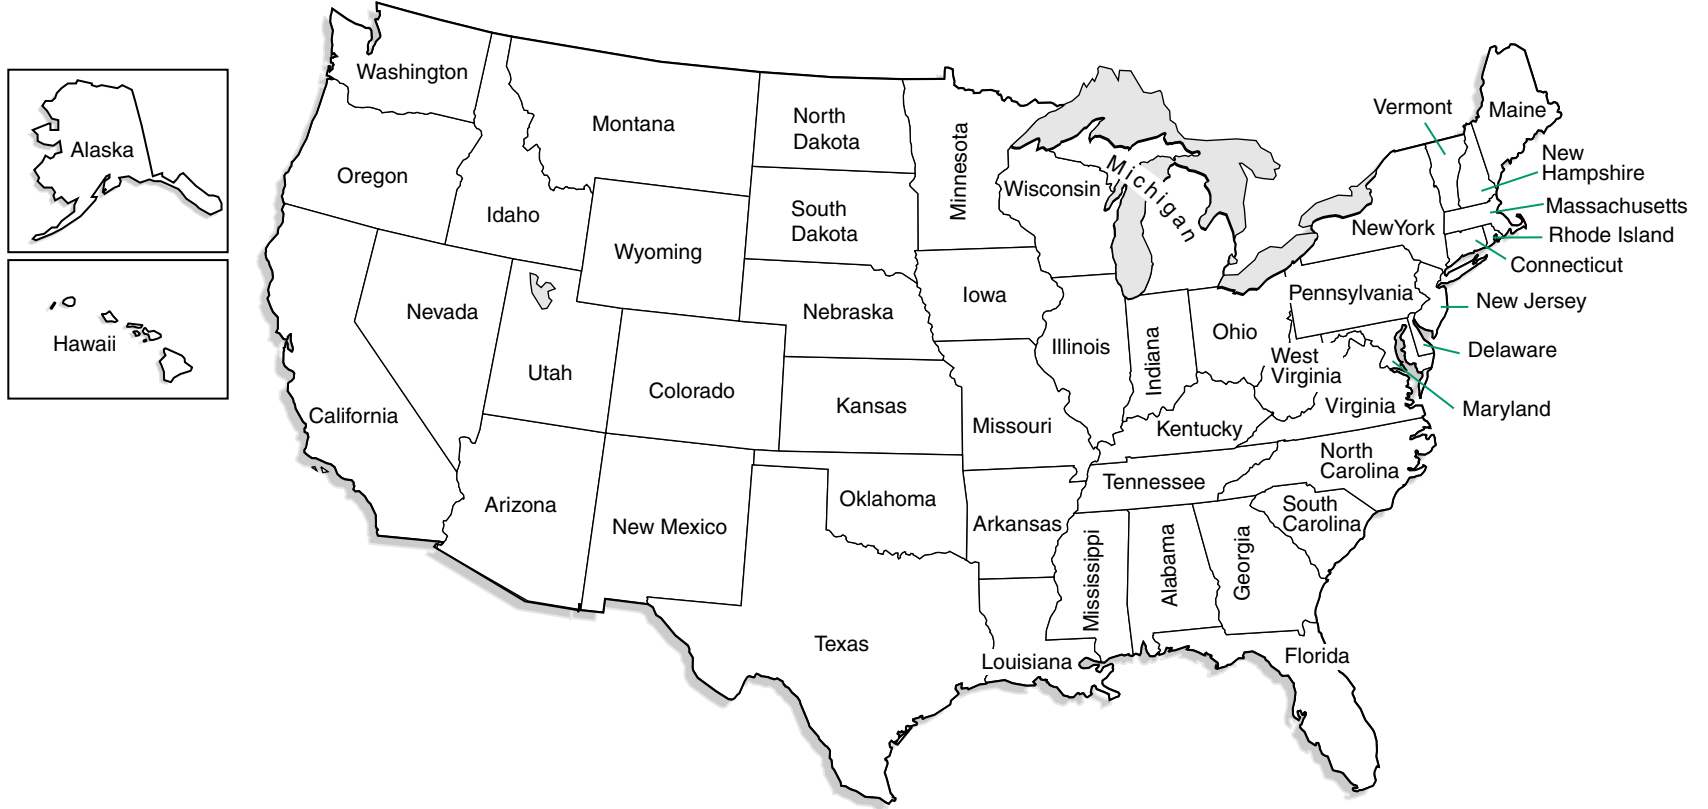 Washington
Montana
North
Dakota
Minnesota
Vermont
Maine
Alaska
Oregon
Idaho
Wisconsin
Michigan
New
Hampshire
Massachusetts
South
Dakota
Wyoming
NewYork
Rhode Island
Connecticut
Iowa
Pennsylvania
New Jersey
Nevada
Nebraska
Hawaii
Illinois
Indiana
Ohio
Delaware
Utah
Colorado
West
Virginia
California
Kansas
Missouri
Kentucky
Virginia
Maryland
North
Carolina
Tennessee
Arizona
New Mexico
Oklahoma
Arkansas
South
Carolina
Mississippi
Alabama
Georgia
Texas
Louisiana
Florida